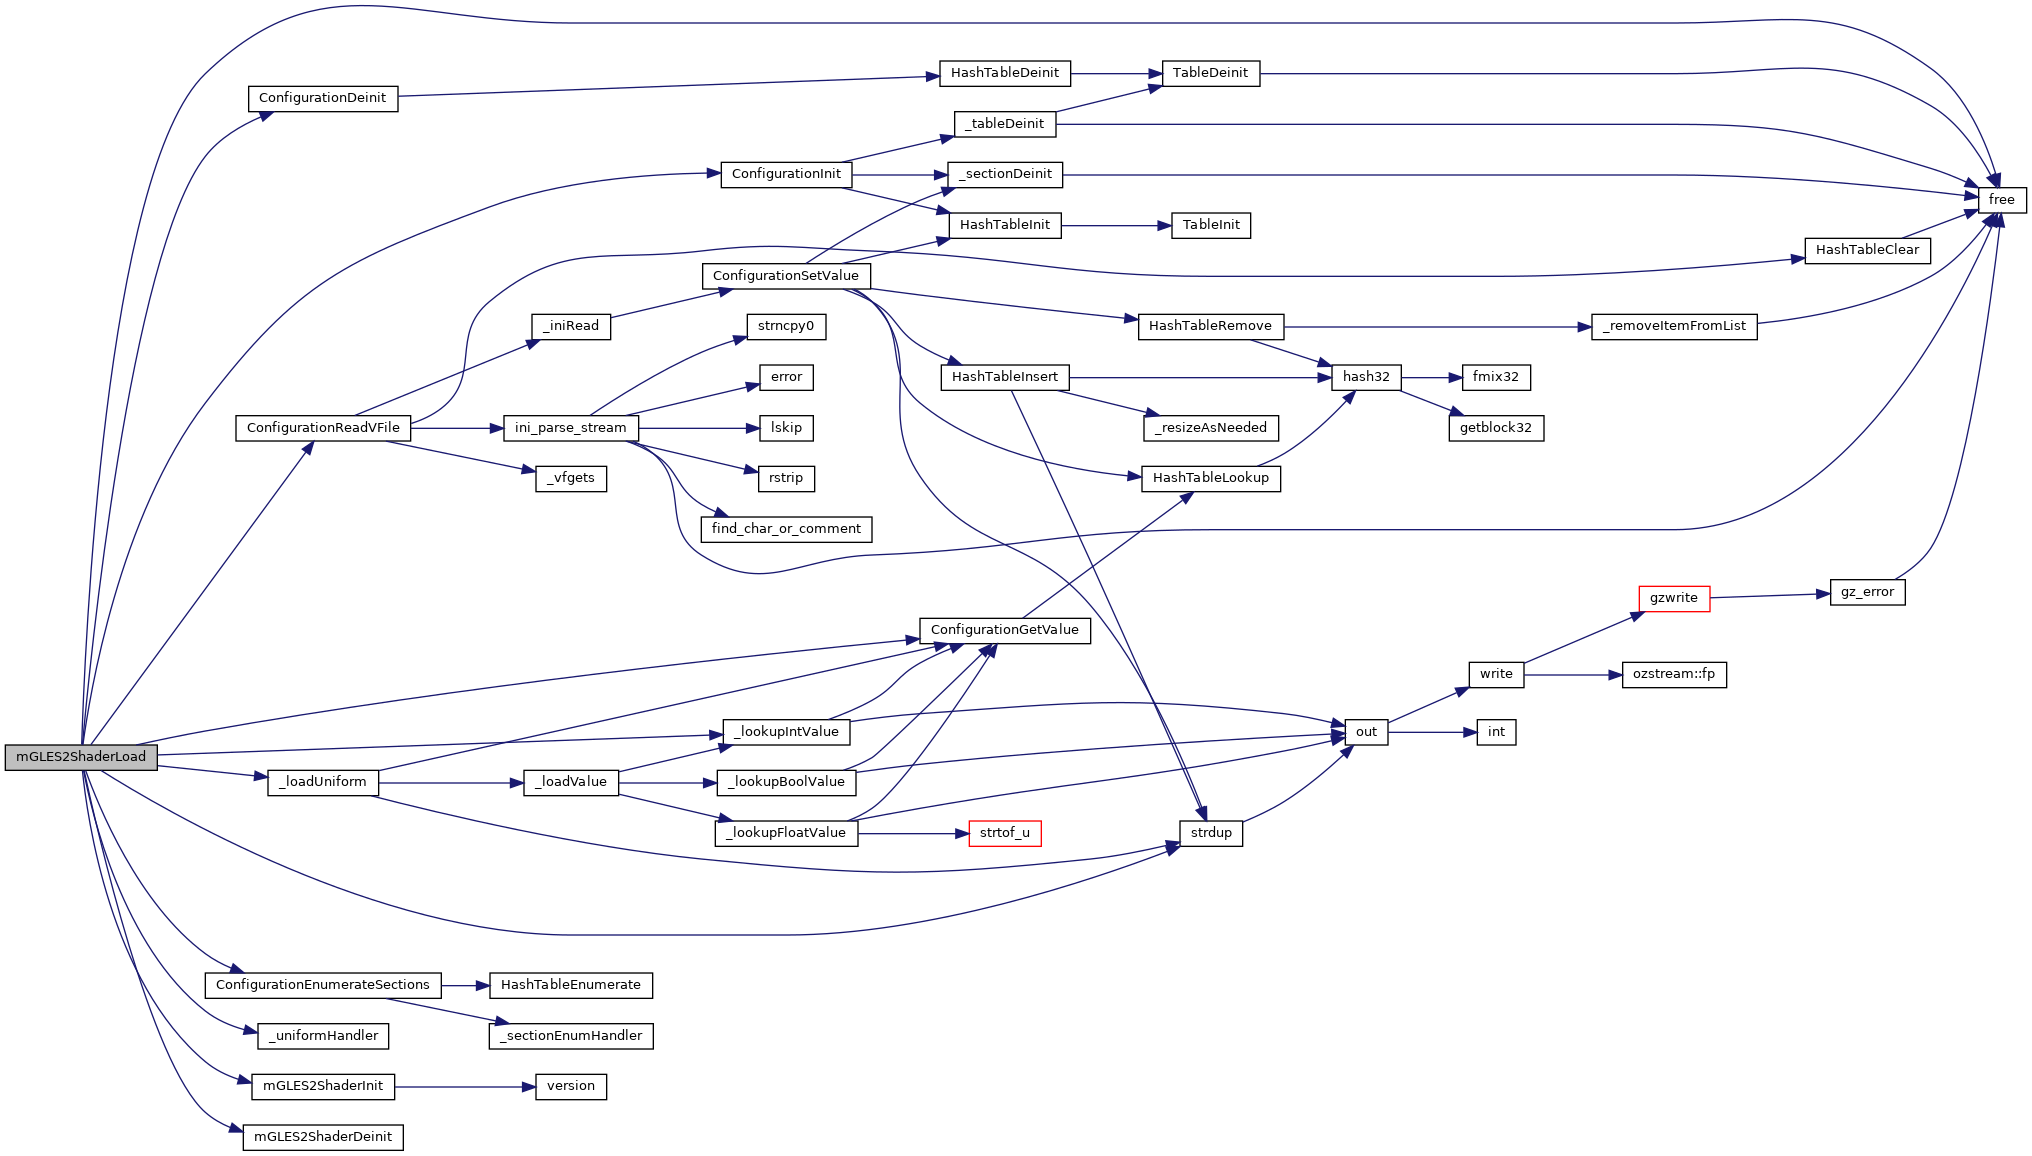 HashTableDeinit
TableDeinit
ConfigurationDeinit
_tableDeinit
ConfigurationInit
_sectionDeinit
free
HashTableInit
TableInit
HashTableClear
ConfigurationSetValue
_iniRead
strncpy0
HashTableRemove
_removeItemFromList
error
HashTableInsert
hash32
fmix32
ConfigurationReadVFile
ini_parse_stream
lskip
_resizeAsNeeded
getblock32
_vfgets
rstrip
HashTableLookup
find_char_or_comment
gzwrite
gz_error
ConfigurationGetValue
write
ozstream::fp
_lookupIntValue
out
int
mGLES2ShaderLoad
_loadUniform
_loadValue
_lookupBoolValue
_lookupFloatValue
strtof_u
strdup
ConfigurationEnumerateSections
HashTableEnumerate
_uniformHandler
_sectionEnumHandler
mGLES2ShaderInit
version
mGLES2ShaderDeinit